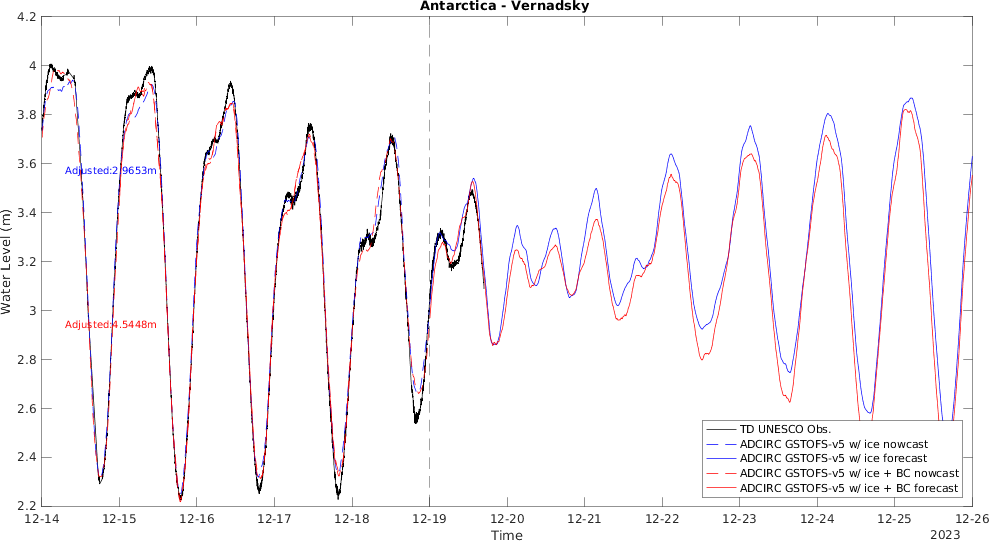 Antarctica - Vernadsky
4.2
4
3.8
3.6
3.4
3.2
3
2.8
2.6
2.4
2.2
Water Level (m)
Adjusted:2.9653m
Adjusted:4.5448m
TD UNESCO Obs.
ADCIRC GSTOFS-v5 w/ ice nowcast
ADCIRC GSTOFS-v5 w/ ice forecast
ADCIRC GSTOFS-v5 w/ ice + BC nowcast
ADCIRC GSTOFS-v5 w/ ice + BC forecast
12-14 12-15 12-16 12-17 12-18 12-19 12-20 12-21 12-22 12-23 12-24 12-25 12-26
Time
2023